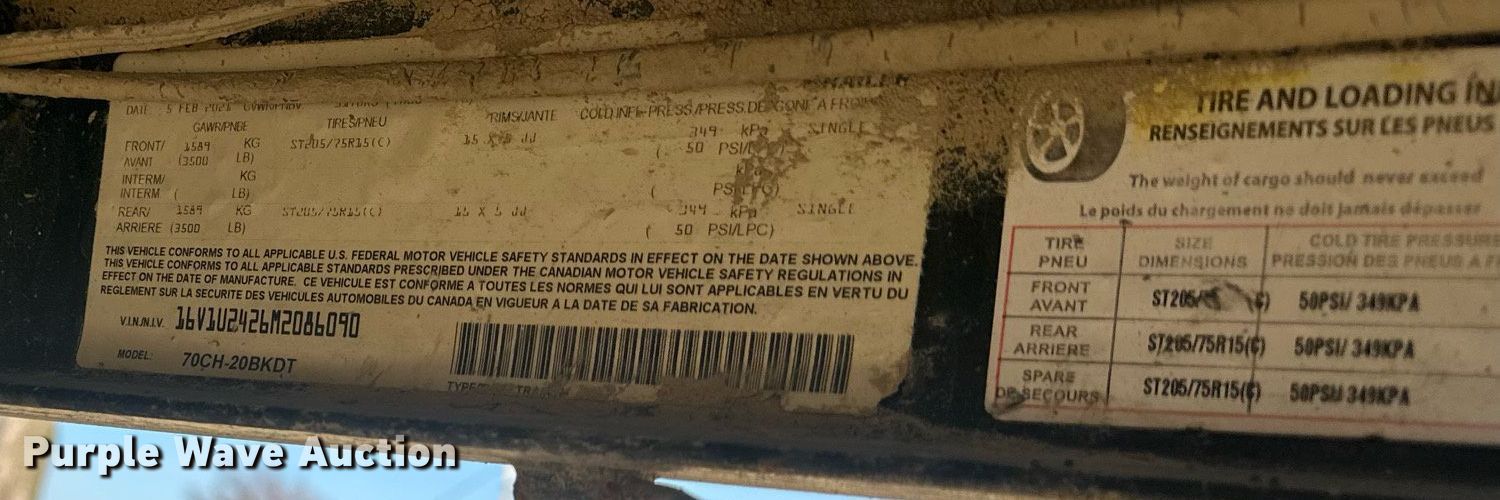 DATE: 5 FEB 2021 GVWR/PNBV
GAWR/PNBE TIRES/PNEU RIMS/JANTE COLD INFL-PRESS/PRESS.DE GONF A FROID
FRONT/ 1589 KG ST205/75R15(C) 15 X 5 JJ 349 kPa SINGLE
AVANT (3500 LB) ( 50 PSI/LPC)
INTERM/ KG kPa
INTERM ( LB) ( PSI/LPC)
REAR/ 1589 KG ST205/75R15(C) 15 X 5 JJ 349 kPa SINGLE
ARRIERE (3500 LB) ( 50 PSI/LPC)
THIS VEHICLE CONFORMS TO ALL APPLICABLE U.S. FEDERAL MOTOR VEHICLE SAFETY STANDARDS IN EFFECT ON THE DATE SHOWN ABOVE.
THIS VEHICLE CONFORMS TO ALL APPLICABLE STANDARDS PRESCRIBED UNDER THE CANADIAN MOTOR VEHICLE SAFETY REGULATIONS IN
EFFECT ON THE DATE OF MANUFACTURE. CE VEHICULE EST CONFORME A TOUTES LES NORMES QUI LUI SONT APPLICABLES EN VERTU DU
REGLEMENT SUR LA SECURITE DES VEHICULES AUTOMOBILES DU CANADA EN VIGUEUR A LA DATE DE SA FABRICATION.
V.I.N./N.I.V. 16V1U2426M2086090
MODEL: 70CH-20BKDT
TIRE AND LOADING
RENSEIGNEMENTS SUR LES PNEUS
The weight of cargo should never exceed
Le poids du chargement ne doit jamais dépasser
TIRE SIZE COLD TIRE PRESSURE
PNEU DIMENSIONS PRESSION DES PNEUS A
FRONT
AVANT 50PSI/ 349KPA
REAR
ARRIERE ST205/75R15(C) 50PSI/ 349KPA
SPARE
DE SECOURS ST205/75R15(C) 50PSI/ 349KPA
Purple Wave Auction